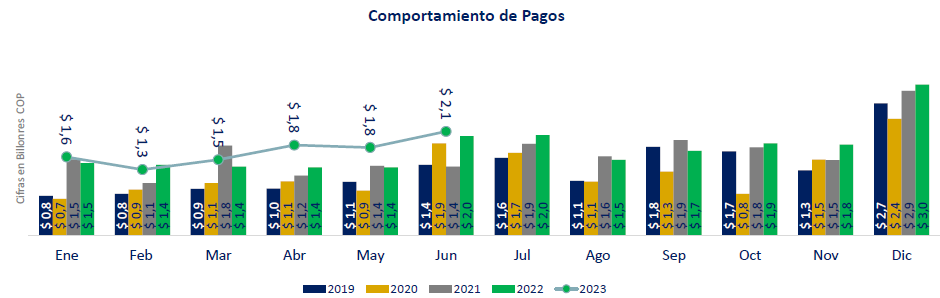 Comportamiento de Pagos
Cifras en Billonres COP
$ 1,6
$ 1,3
$ 1,5
$ 1,8
$ 1,8
$ 2,1
$ 0,8 $ 0,7 $ 1,5 $ 1,5
$ 0,8 $ 0,9 $ 1,1 $ 1,4
$ 0,9 $ 1,1 $ 1,8 $ 1,4
$ 1,0 $ 1,1 $ 1,2 $ 1,4
$ 1,1 $ 0,9 $ 1,4 $ 1,4
$ 1,4 $ 1,9 $ 1,4 $ 2,0
$ 1,6 $ 1,7 $ 1,9 $ 2,0
$ 1,1 $ 1,1 $ 1,6 $ 1,5
$ 1,8 $ 1,3 $ 1,9 $ 1,7
$ 1,7 $ 0,8 $ 1,8 $ 1,9
$ 1,3 $ 1,5 $ 1,5 $ 1,8
$ 2,7 $ 2,4 $ 2,9 $ 3,0
Ene Feb Mar Abr May Jun Jul Ago Sep Oct Nov Dic
2019 2020 2021 2022 2023